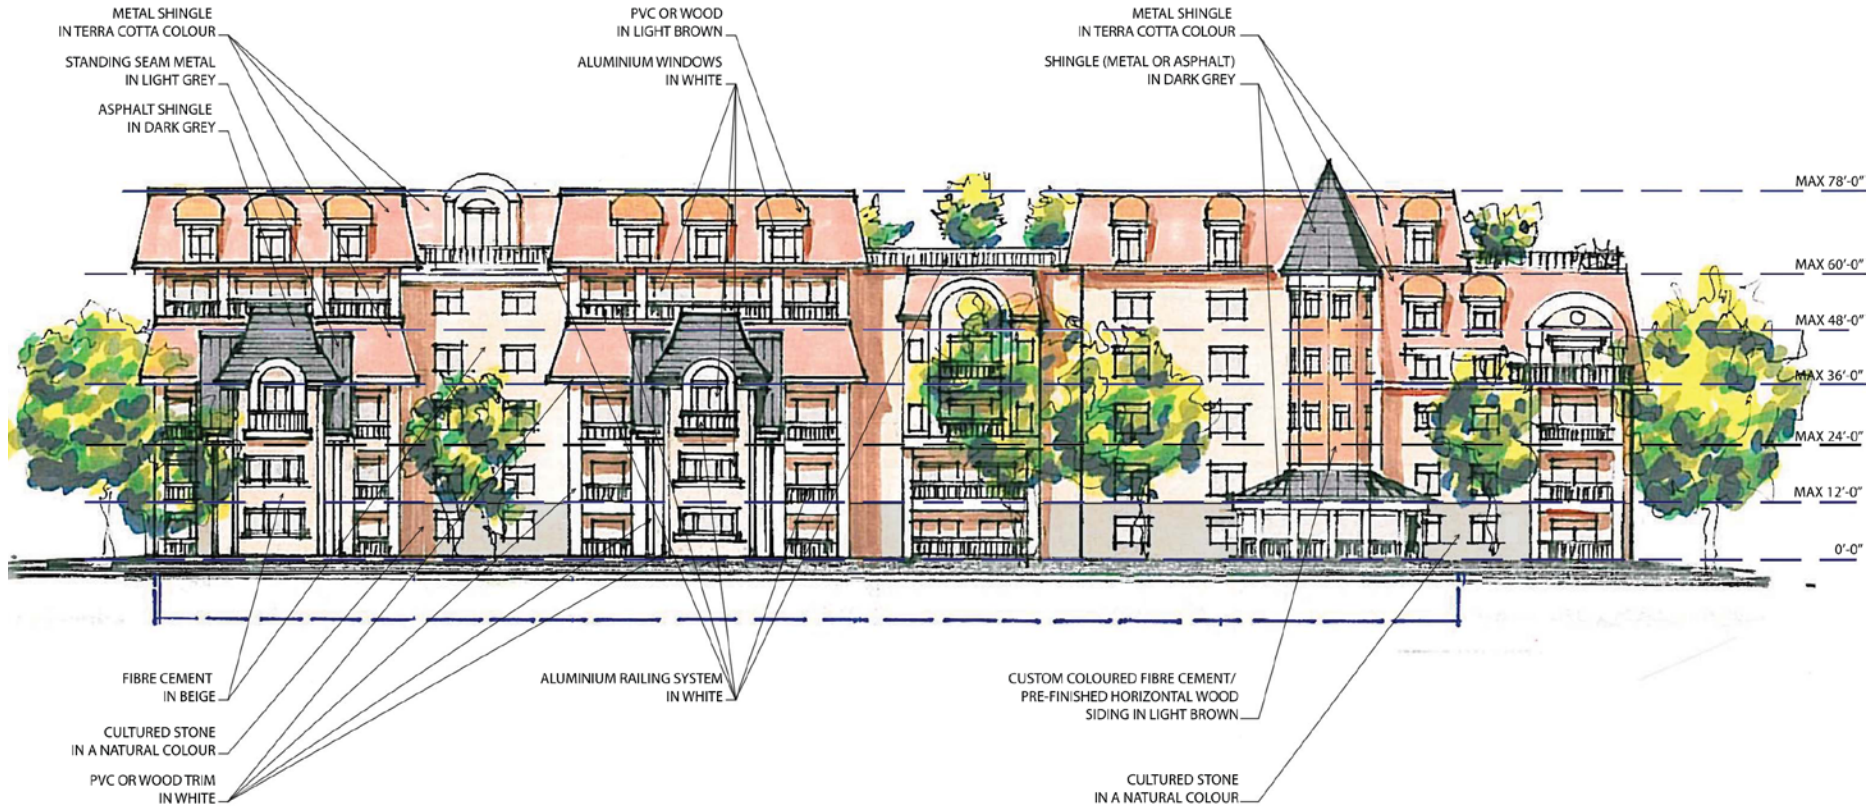 METAL SHINGLE
IN TERRA COTTA COLOUR
STANDING SEAM METAL
IN LIGHT GREY
ASPHALT SHINGLE
IN DARK GREY
PVC OR WOOD
IN LIGHT BROWN
ALUMINIUM WINDOWS
IN WHITE
METAL SHINGLE
IN TERRA COTTA COLOUR
SHINGLE (METAL OR ASPHALT)
IN DARK GREY
MAX 78'-0"
MAX 60'-0"
MAX 48'-0"
MAX 36'-0"
MAX 24'-0"
MAX 12'-0"
0'-0"
FIBRE CEMENT
IN BEIGE
CULTURED STONE
IN A NATURAL COLOUR
PVC OR WOOD TRIM
IN WHITE
ALUMINIUM RAILING SYSTEM
IN WHITE
CUSTOM COLOURED FIBRE CEMENT/
PRE-FINISHED HORIZONTAL WOOD
SIDING IN LIGHT BROWN
CULTURED STONE
IN A NATURAL COLOUR